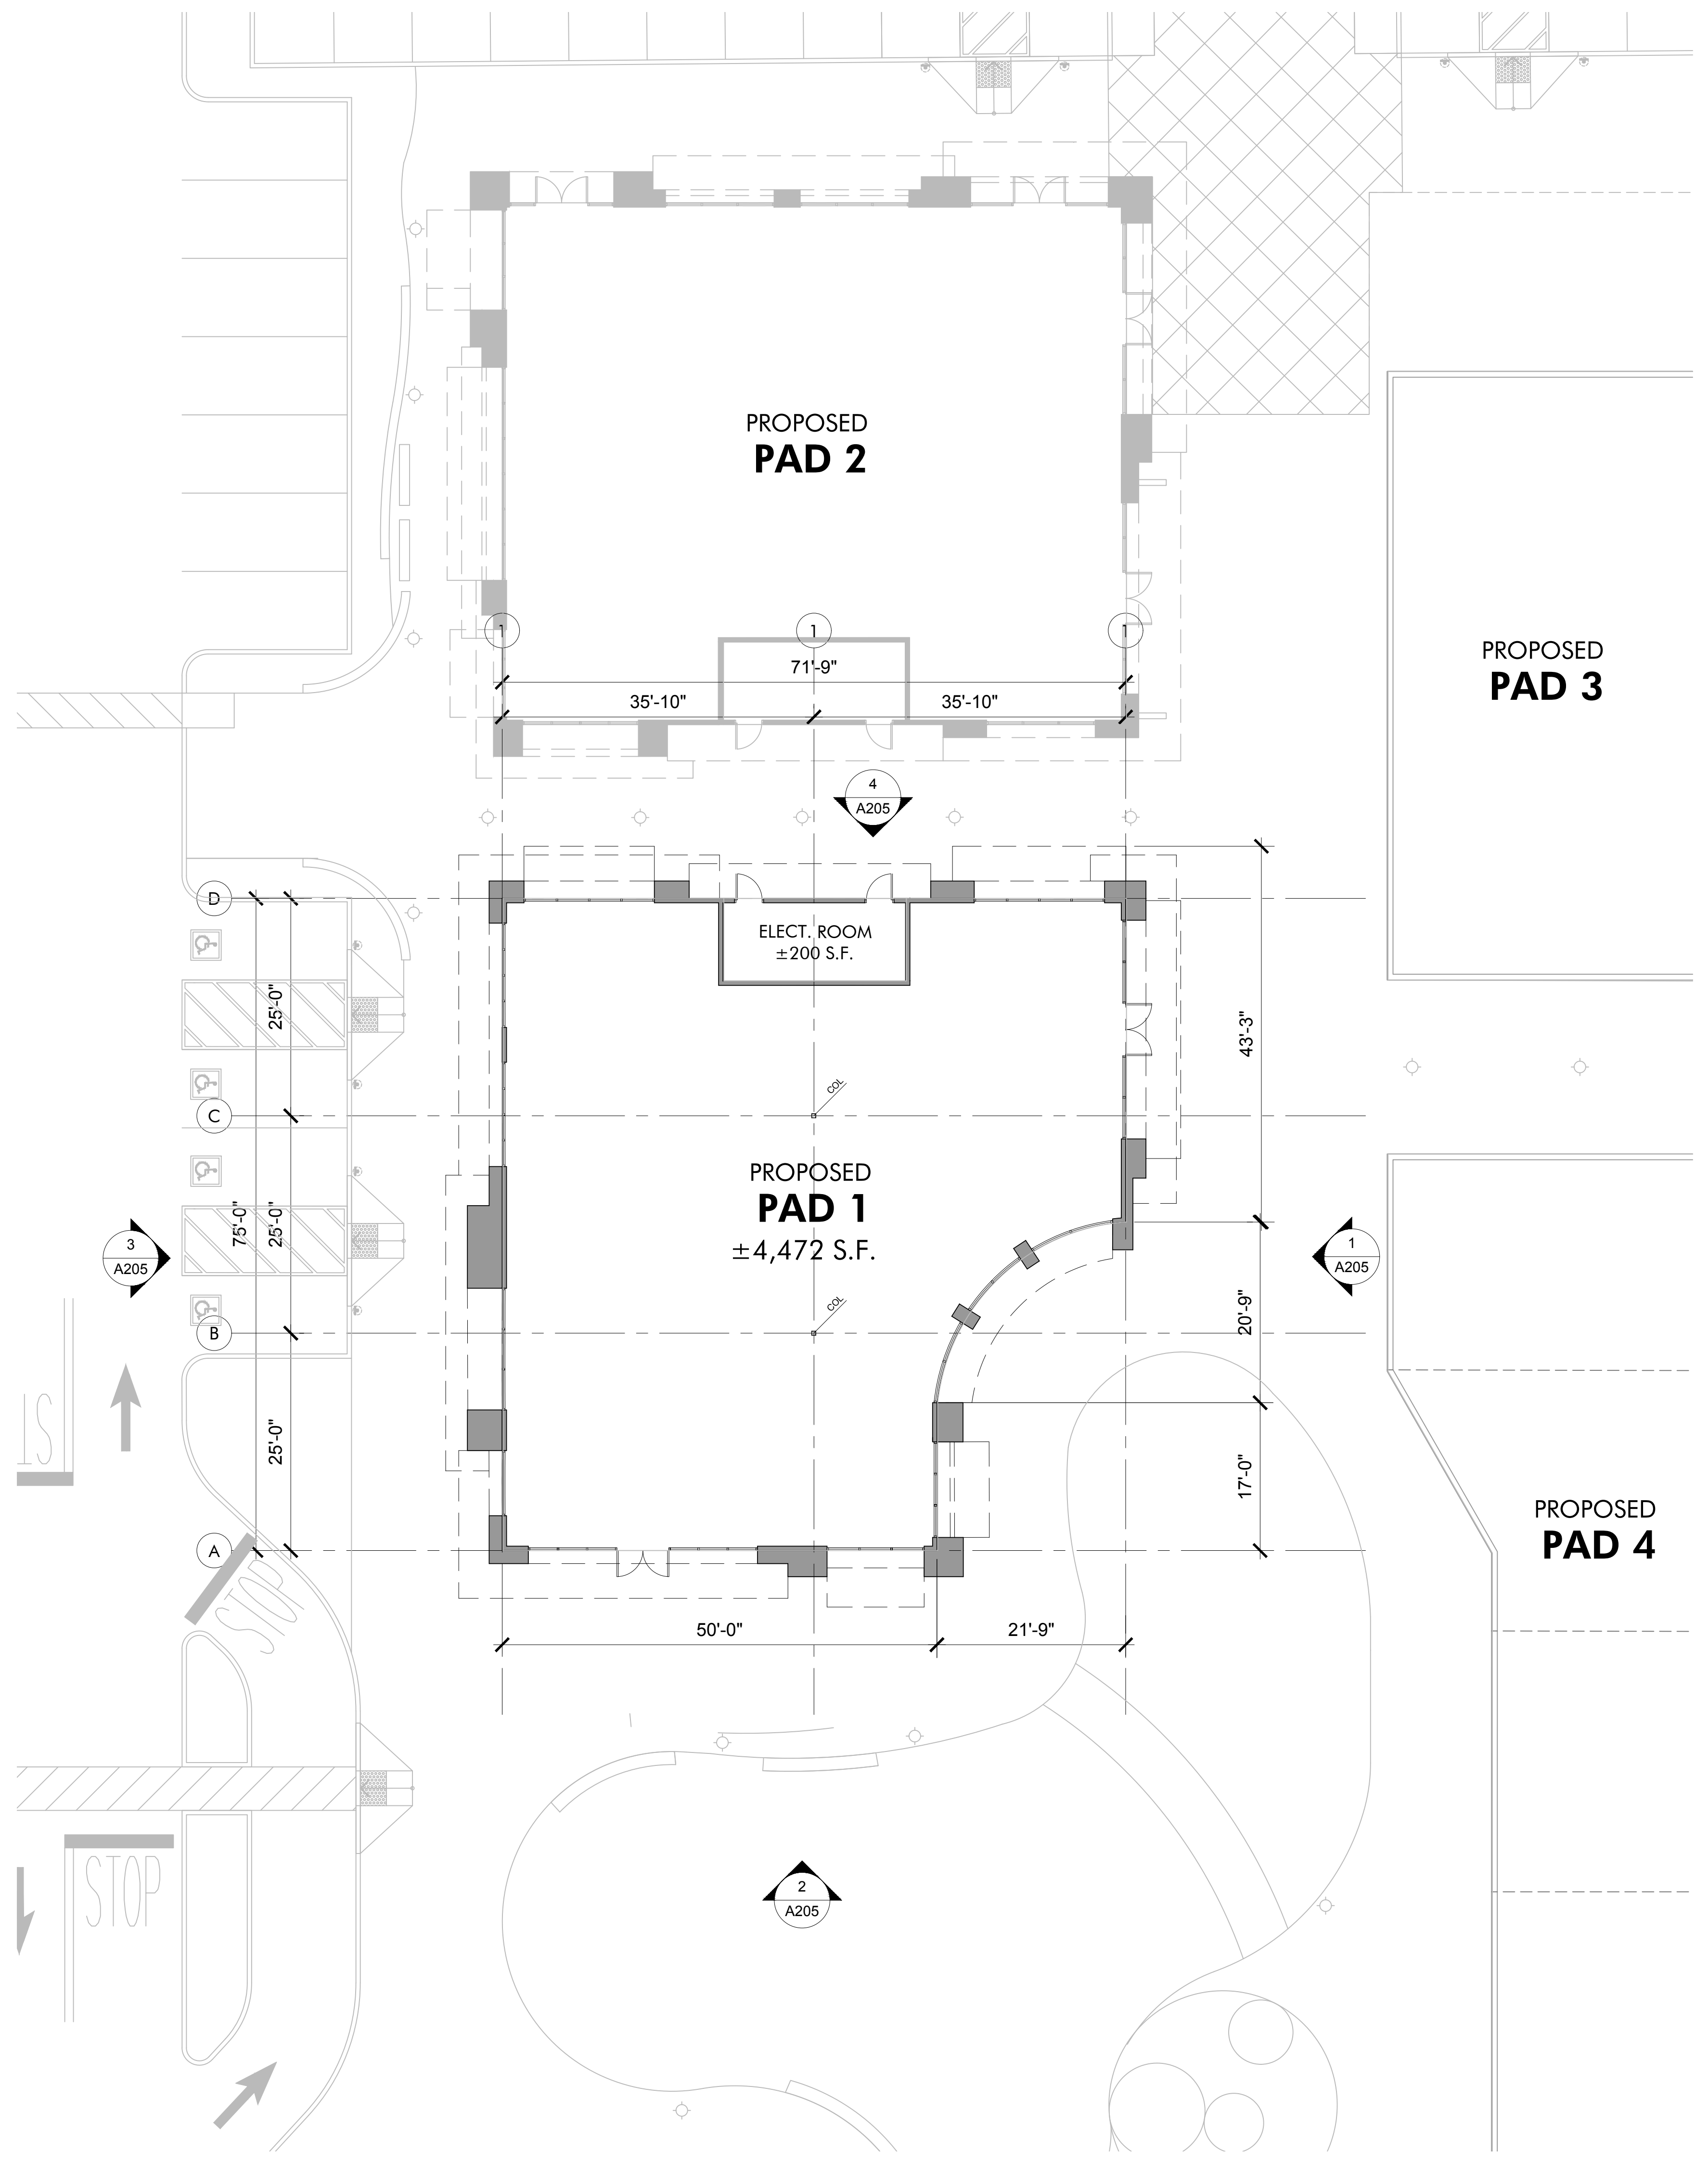 PROPOSED
PAD 2
PROPOSED
PAD 3
1
1
1
71'-9"
35'-10"
35'-10"
4
A205
D
ELECT. ROOM
±200 S.F.
25'-0"
43'-3"
COL
C
PROPOSED
PAD 1
±4,472 S.F.
75'-0"
25'-0"
3
A205
1
A205
COL
20'-9"
B
25'-0"
17'-0"
PROPOSED
PAD 4
A
STOP
50'-0"
21'-9"
STOP
2
A205